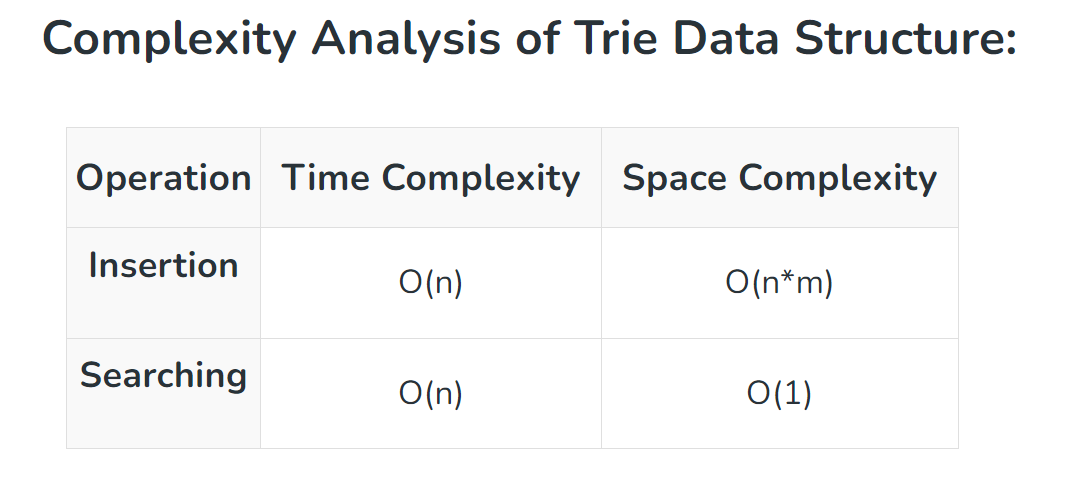 Complexity Analysis of Trie Data Structure:
Operation Time Complexity Space Complexity
Insertion O(n) O(n*m)
Searching O(n) O(1)